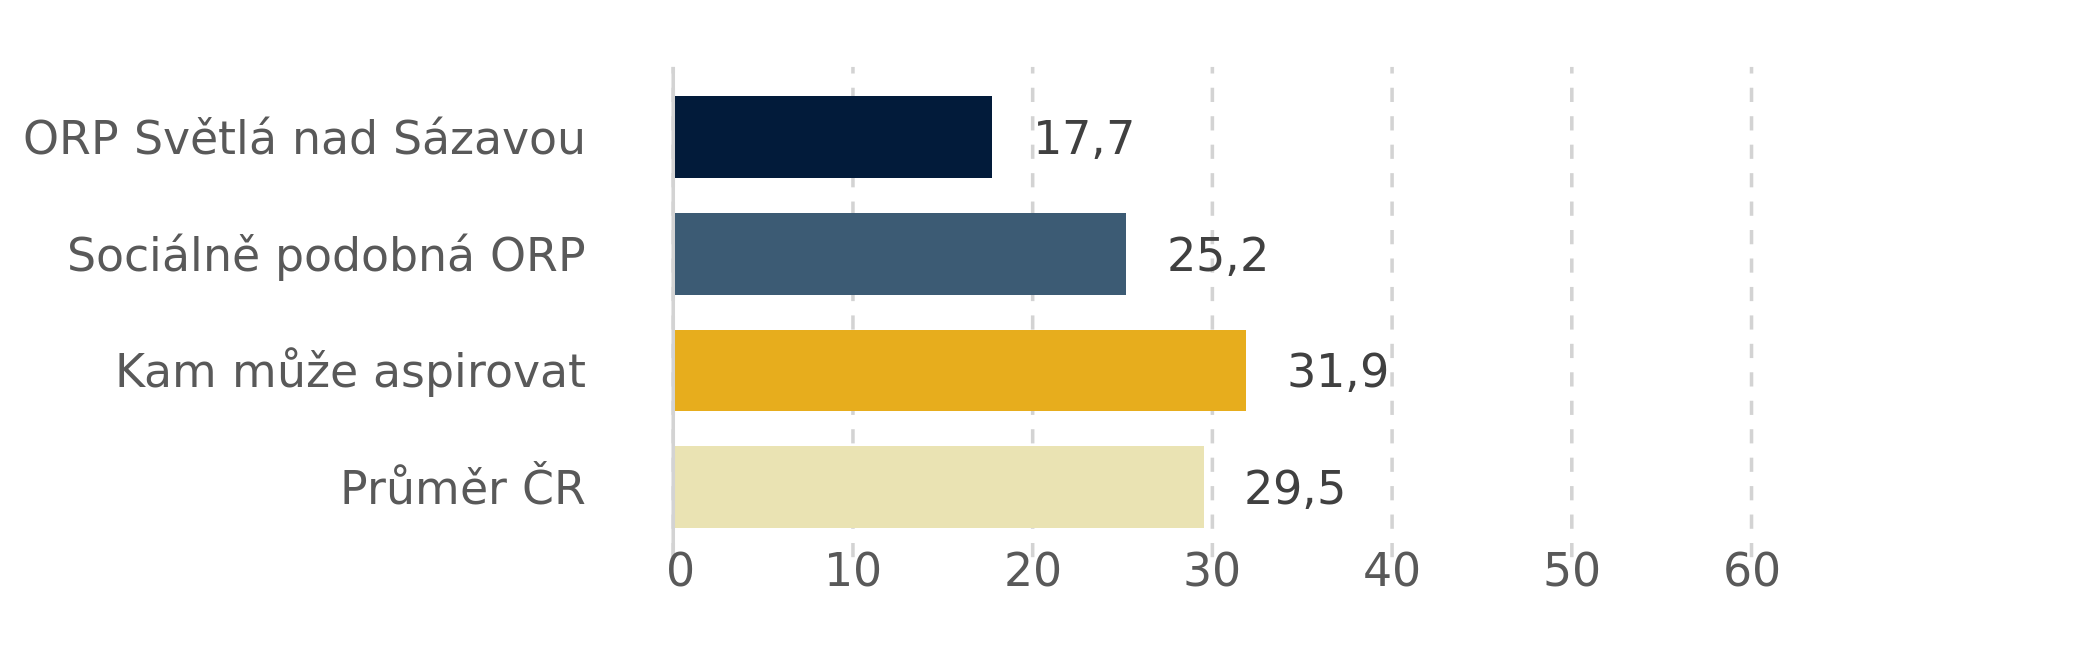 ORP Světlá nad Sázavou 17,7
Sociálně podobná ORP 25,2
Kam může aspirovat 31,9
Průměr ČR 29,5
0 10 20 30 40 50 60